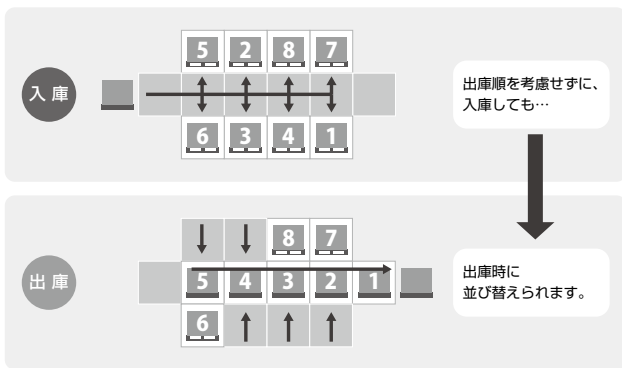 5 2 8 7
入庫
6 3 4 1
出庫順を考慮せずに、
入庫しても…
8 7
出庫
5 4 3 2 1
6
出庫時に
並び替えられます。